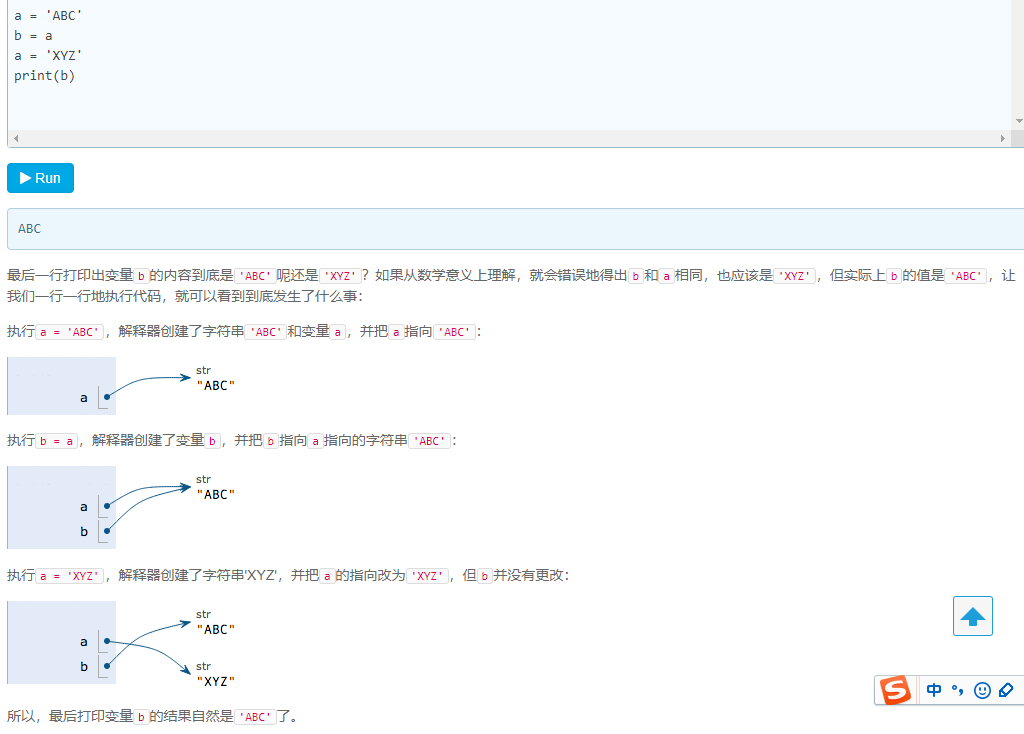 a = 'ABC'
b = a
a = 'XYZ'
print(b)
Run
ABC
最后一行打印出变量b的内容到底是'ABC'呢还是'XYZ'？如果从数学意义上理解，就会错误地得出b和a相同，也应该是'XYZ'，但实际上b的值是'ABC'，让
我们一行一行地执行代码，就可以看到到底发生了什么事：
执行a = 'ABC'，解释器创建了字符串'ABC'和变量a，并把a指向'ABC'：
str
"ABC"
a
执行b = a，解释器创建了变量b，并把b指向a指向的字符串'ABC'：
str
"ABC"
a
b
执行a = 'XYZ'，解释器创建了字符串'XYZ'，并把a的指向改为'XYZ'，但b并没有更改：
str
"ABC"
a
b
str
"XYZ"
所以，最后打印变量b的结果自然是'ABC'了。
S 中 °,